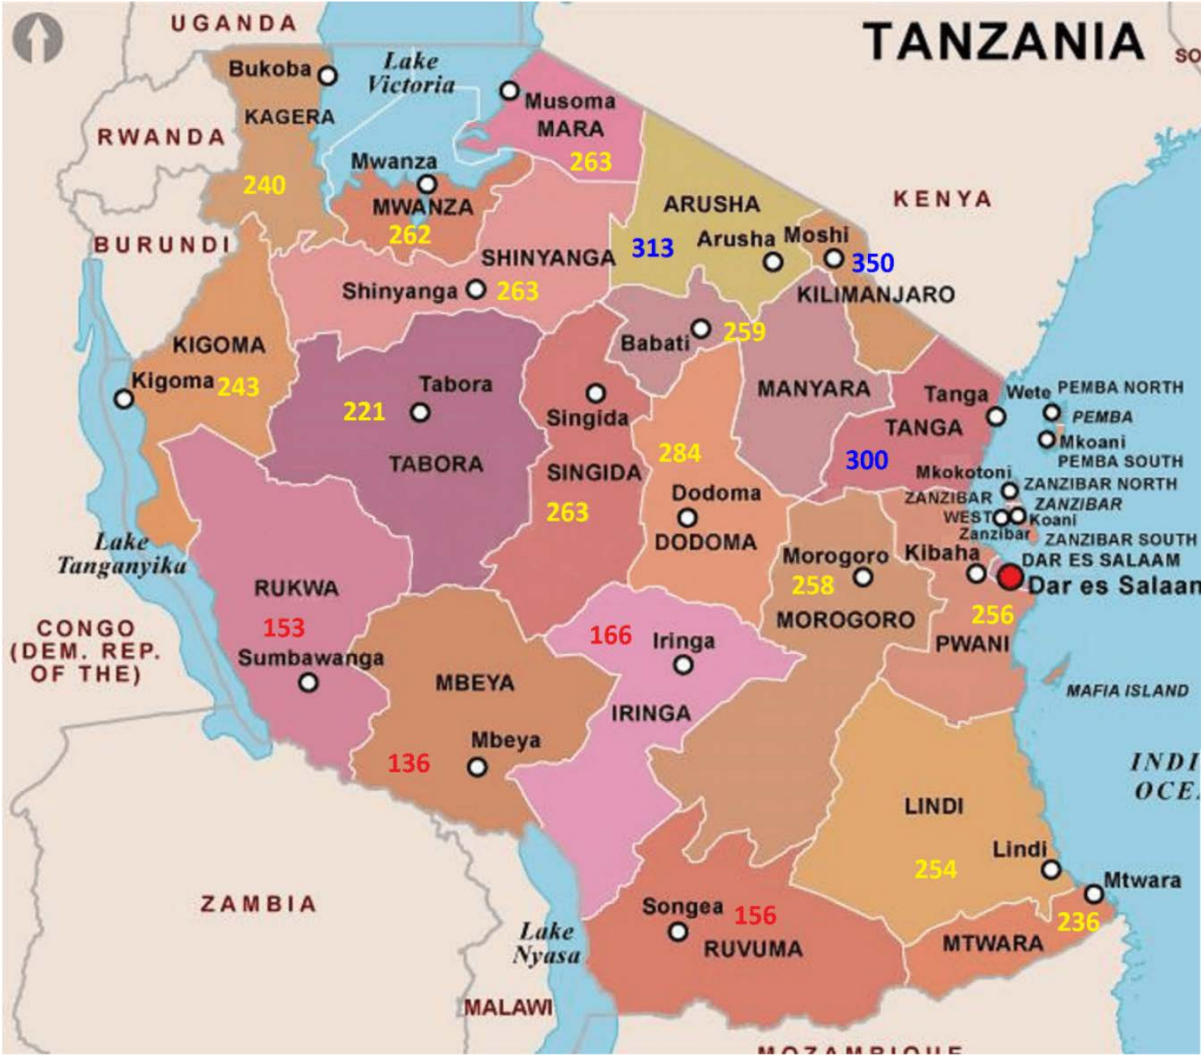 UGANDA
TANZANIA
SO
Bukoba
Lake
Victoria
KAGERA
Musoma
MARA
263
RWANDA
Mwanza
240
MWANZA
262
ARUSHA
KENYA
BURUNDI
313
Arusha
Moshi
350
SHINYANGA
Shinyanga
263
KILIMANJARO
KIGOMA
Babati
259
Kigoma
243
Tabora
221
TABORA
Singida
SINGIDA
263
MANYARA
Tanga
TANGA
300
Wete
PEMBA NORTH
PEMBA
Mkoani
PEMBA SOUTH
284
Dodoma
DODOMA
Mkokotoni
ZANZIBAR NORTH
ZANZIBAR
WEST
ZANZIBAR
Koani
Zanzibar
ZANZIBAR SOUTH
Lake
Tanganyika
Morogoro
258
MOROGORO
Kibaha
DAR ES SALAAM
Dar es Salaan
256
PWANI
RUKWA
153
Sumbawanga
166
Iringa
IRINGA
CONGO
(DEM. REP.
OF THE)
MBEYA
Mbeya
136
MAFIA ISLAND
INDI
OCE.
LINDI
Lindi
254
Mtwara
236
MTWARA
ZAMBIA
Songea
156
RUVUMA
Lake
Nyasa
MALAWI
MOZAMBIQUE